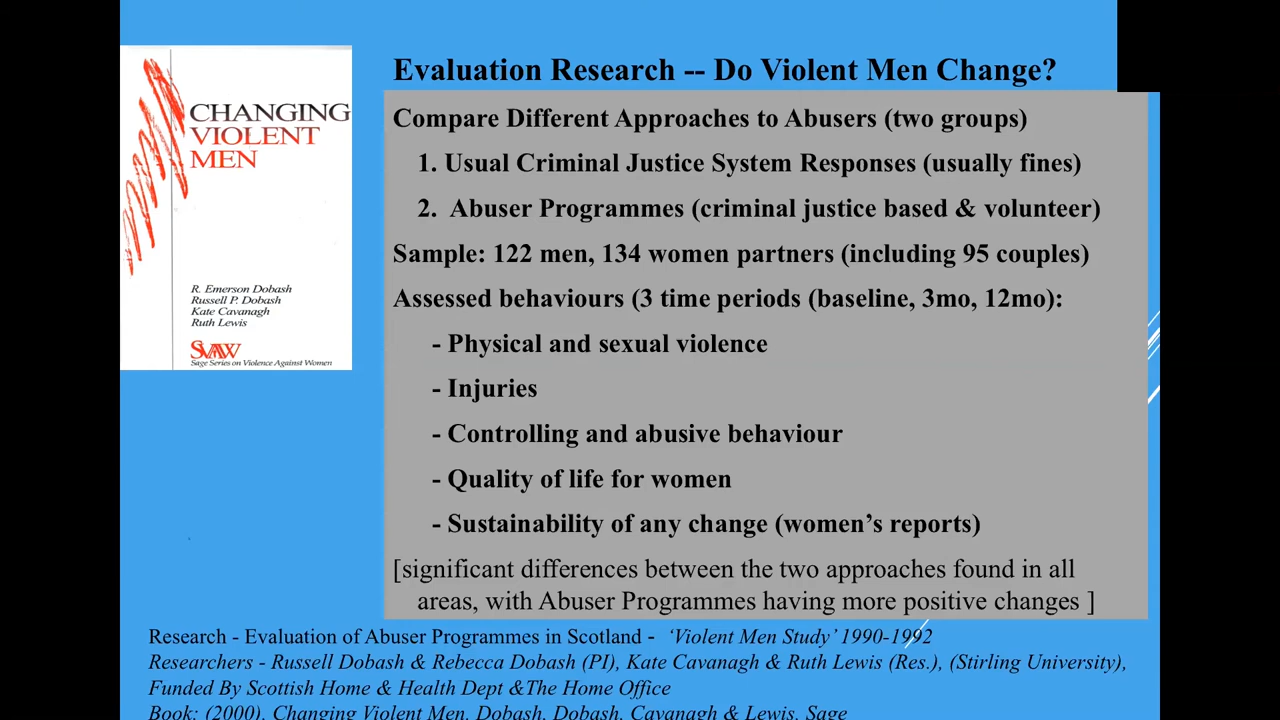 CHANGING
VIOLENT
MEN
R. Emerson Dobash
Russell P. Dobash
Kate Cavanagh
Ruth Lewis
SVAW
Sage Series on Violence Against Women
Evaluation Research -- Do Violent Men Change?
Compare Different Approaches to Abusers (two groups)
1. Usual Criminal Justice System Responses (usually fines)
2. Abuser Programmes (criminal justice based & volunteer)
Sample: 122 men, 134 women partners (including 95 couples)
Assessed behaviours (3 time periods (baseline, 3mo, 12mo):
- Physical and sexual violence
- Injuries
- Controlling and abusive behaviour
- Quality of life for women
- Sustainability of any change (women’s reports)
[significant differences between the two approaches found in all
areas, with Abuser Programmes having more positive changes ]
Research - Evaluation of Abuser Programmes in Scotland - ‘Violent Men Study’ 1990-1992
Researchers - Russell Dobash & Rebecca Dobash (PI), Kate Cavanagh & Ruth Lewis (Res.), (Stirling University),
Funded By Scottish Home & Health Dept &The Home Office
Book: (2000), Changing Violent Men, Dobash, Dobash, Cavanagh & Lewis, Sage